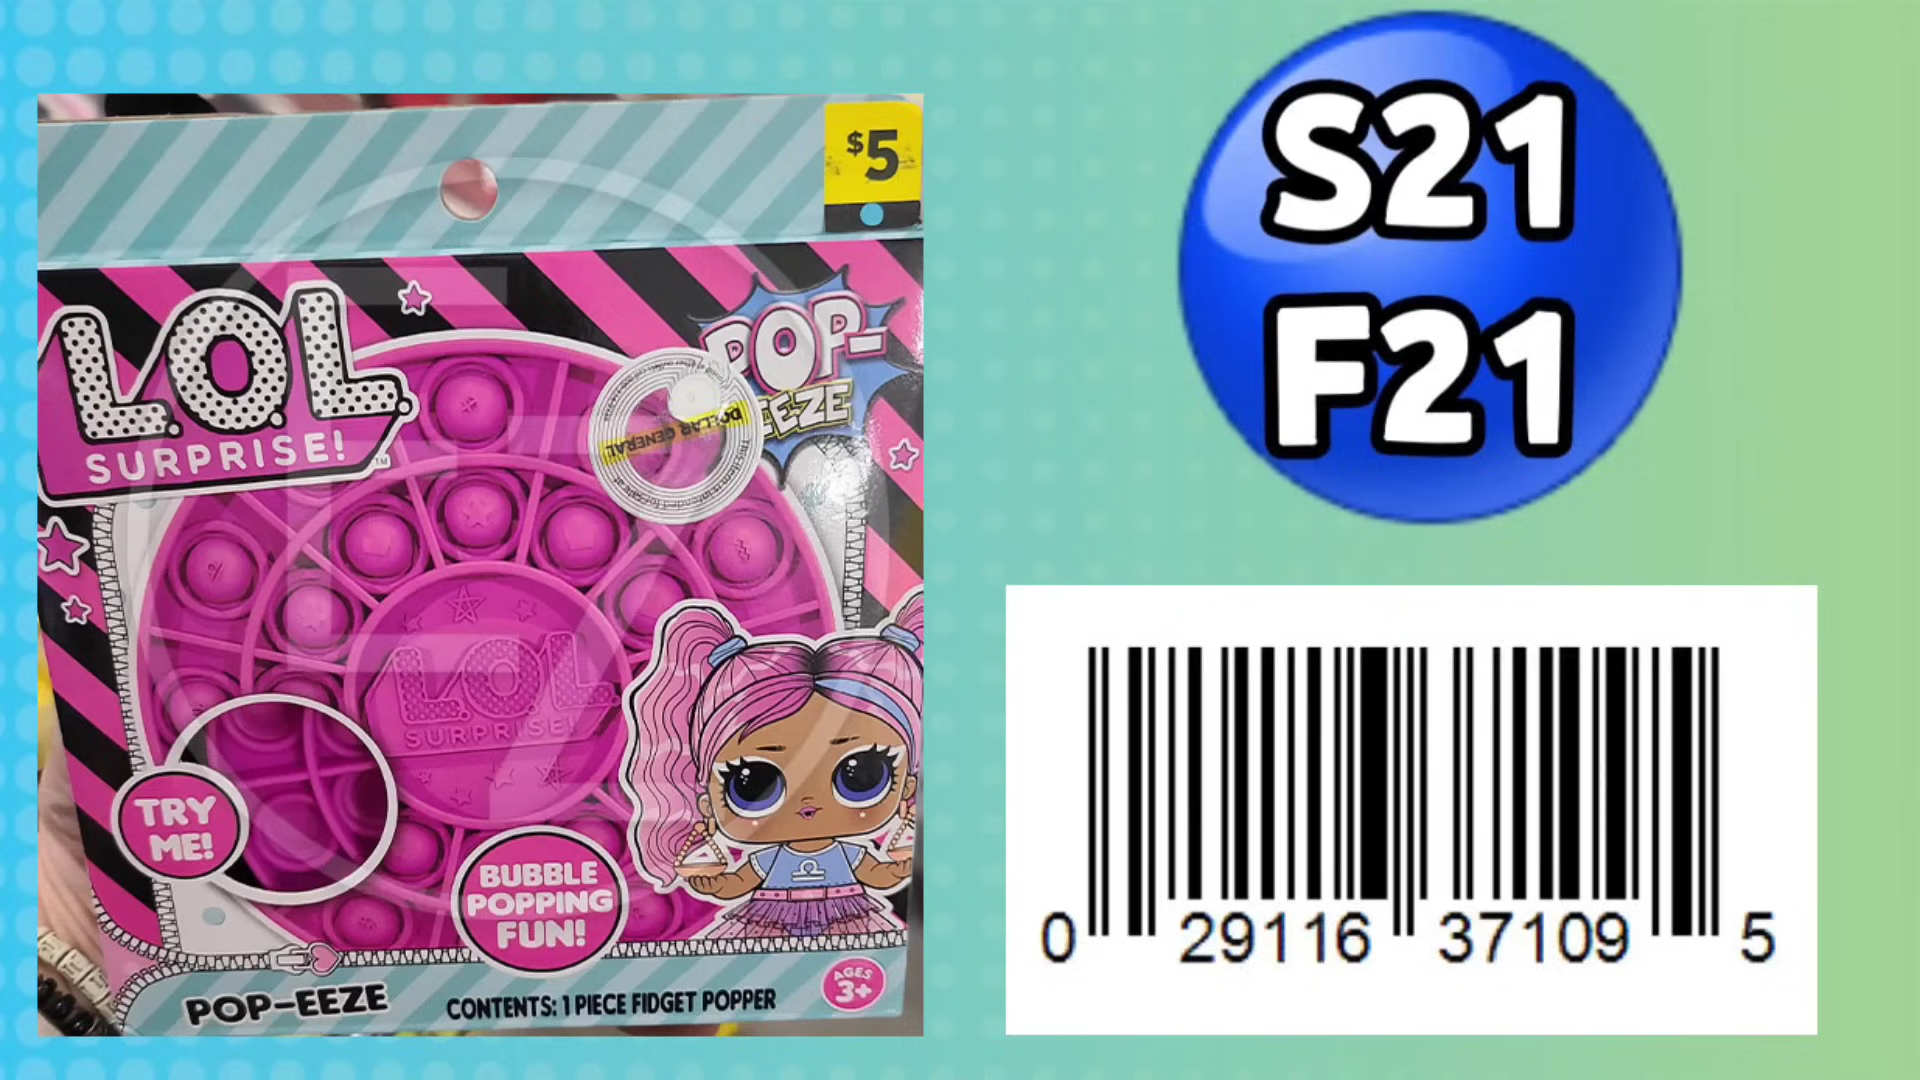 $5
L.O.L.
SURPRISE!
TM
POP-
EEZE
DOLLAR GENERAL
L.O.L.
SURPRISE!
TRY
ME!
BUBBLE
POPPING
FUN!
POP-EEZE
CONTENTS: 1 PIECE FIDGET POPPER
AGES
3+
S21
F21
0 29116 37109 5